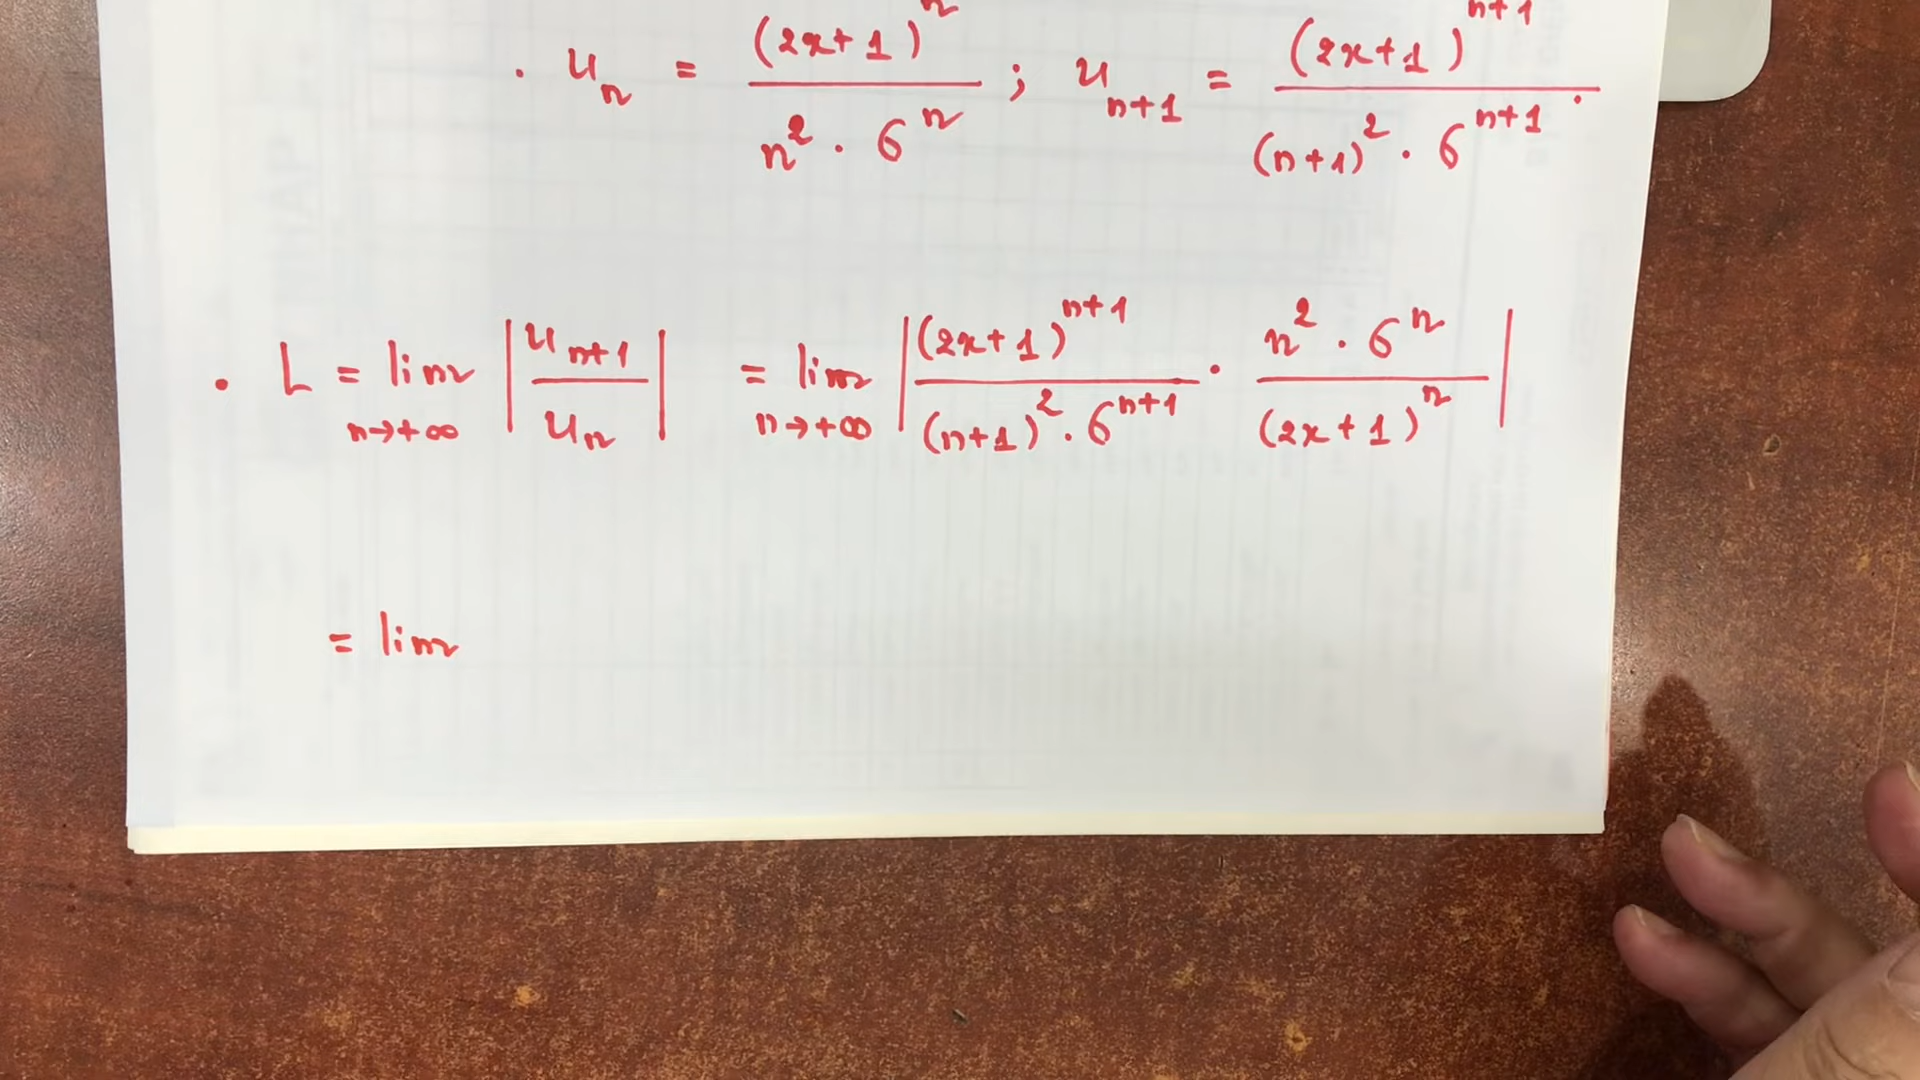 · u_n = (2x+1)^n / (n^2 · 6^n) ; u_{n+1} = (2x+1)^{n+1} / ((n+1)^2 · 6^{n+1}) ·
· L = lim_{n→+∞} |u_{n+1} / u_n| = lim_{n→+∞} |(2x+1)^{n+1} / ((n+1)^2 · 6^{n+1}) · (n^2 · 6^n) / (2x+1)^n|
= lim